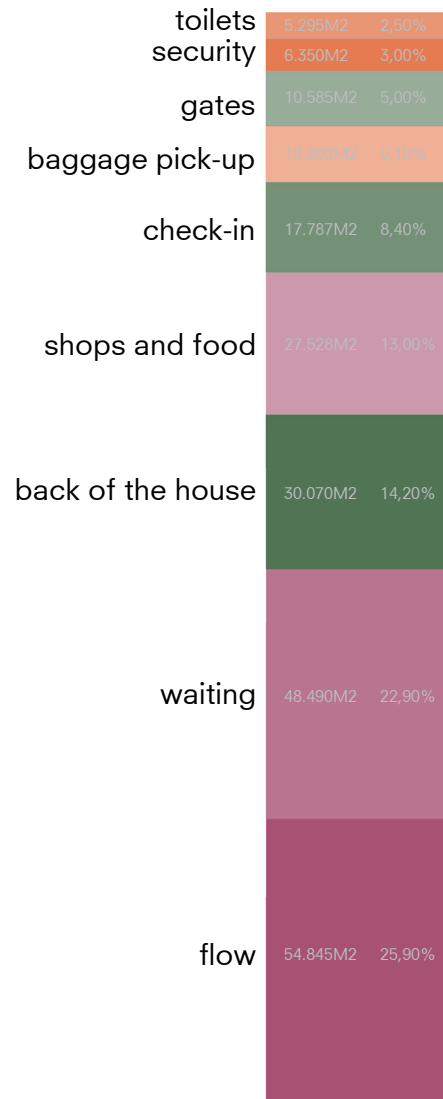 toilets 5.295M2 2,50%
security 6.350M2 3,00%
gates 10.585M2 5,00%
baggage pick-up
check-in 17.787M2 8,40%
shops and food 27.528M2 13,00%
back of the house 30.070M2 14,20%
waiting 48.490M2 22,90%
flow 54.845M2 25,90%